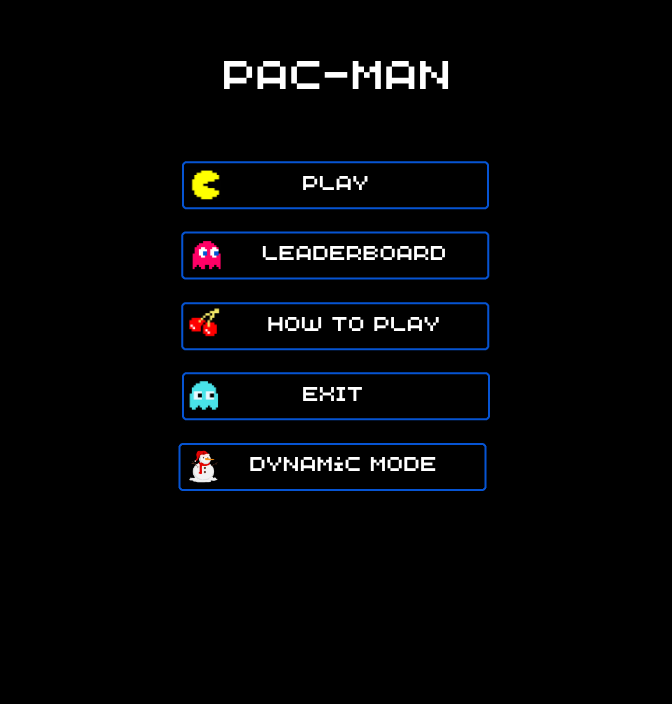 PAC-MAN
PLAY
LEADERBOARD
HOW TO PLAY
EXIT
DYNAMiC MODE